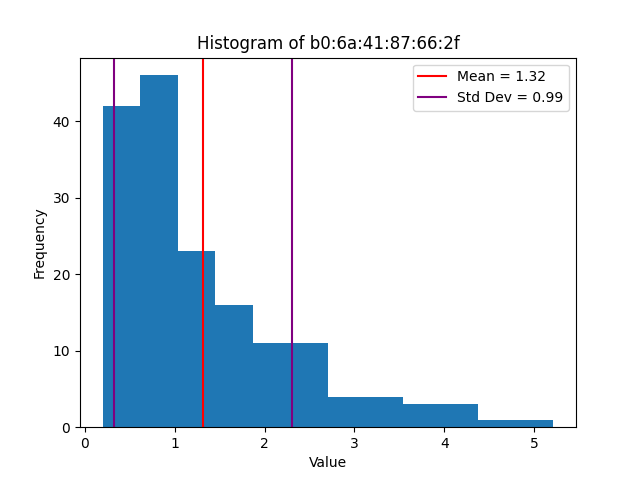 Histogram of b0:6a:41:87:66:2f
Mean = 1.32
Std Dev = 0.99
Frequency
40
30
20
10
0
0 1 2 3 4 5
Value